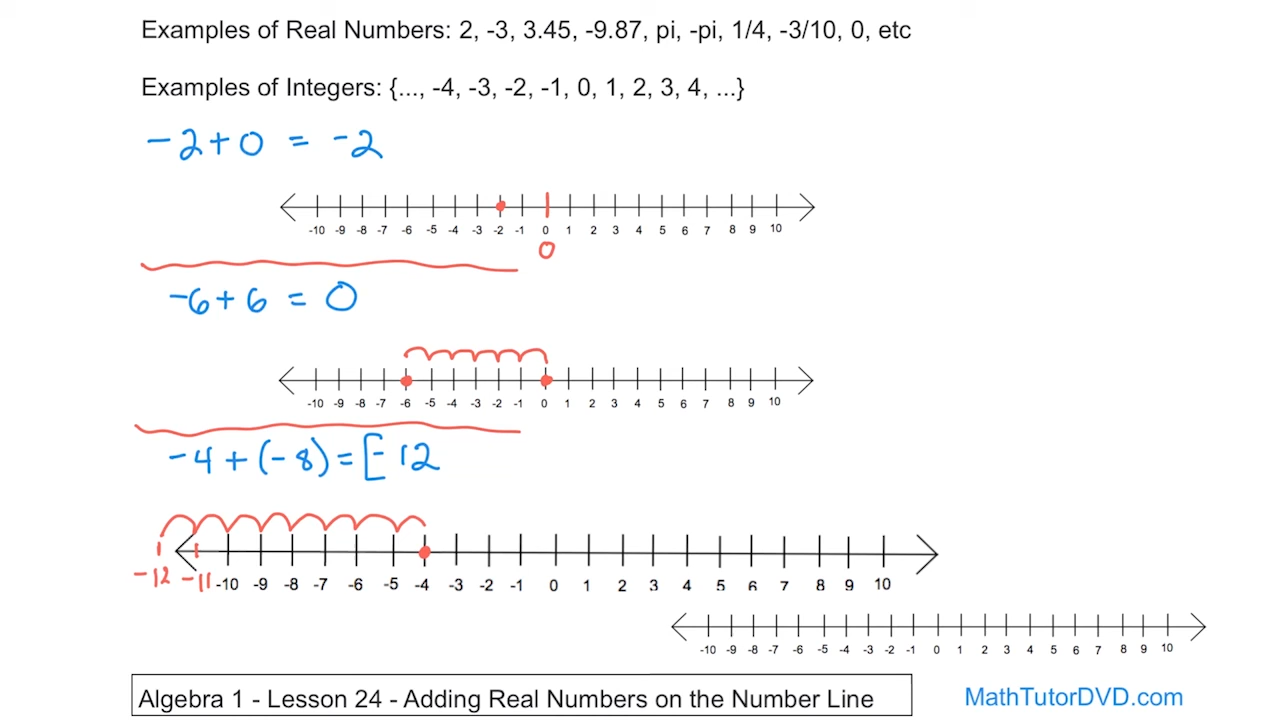 Examples of Real Numbers: 2, -3, 3.45, -9.87, pi, -pi, 1/4, -3/10, 0, etc
Examples of Integers: {..., -4, -3, -2, -1, 0, 1, 2, 3, 4, ...}
-2+0 = -2
-10 -9 -8 -7 -6 -5 -4 -3 -2 -1 0 1 2 3 4 5 6 7 8 9 10
0
-6+6 = 0
-10 -9 -8 -7 -6 -5 -4 -3 -2 -1 0 1 2 3 4 5 6 7 8 9 10
-4+(-8) = [-12
-12 -11 -10 -9 -8 -7 -6 -5 -4 -3 -2 -1 0 1 2 3 4 5 6 7 8 9 10
-10 -9 -8 -7 -6 -5 -4 -3 -2 -1 0 1 2 3 4 5 6 7 8 9 10
Algebra 1 - Lesson 24 - Adding Real Numbers on the Number Line
MathTutorDVD.com